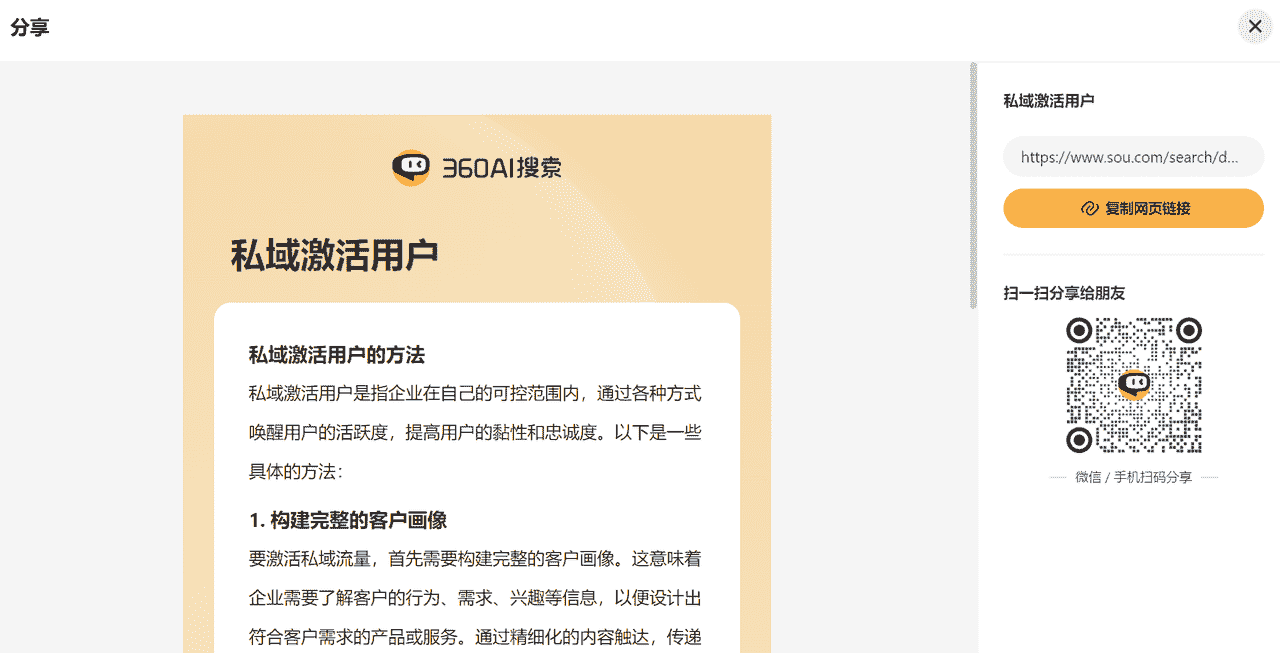 分享
360AI搜索
私域激活用户
私域激活用户的方法
私域激活用户是指企业在自己的可控范围内，通过各种方式
唤醒用户的活跃度，提高用户的黏性和忠诚度。以下是一些
具体的方法：
1. 构建完整的客户画像
要激活私域流量，首先需要构建完整的客户画像。这意味着
企业需要了解客户的行为、需求、兴趣等信息，以便设计出
符合客户需求的产品或服务。通过精细化的内容触达，传递
私域激活用户
https://www.sou.com/search/d...
复制网页链接
扫一扫分享给朋友
微信 / 手机扫码分享